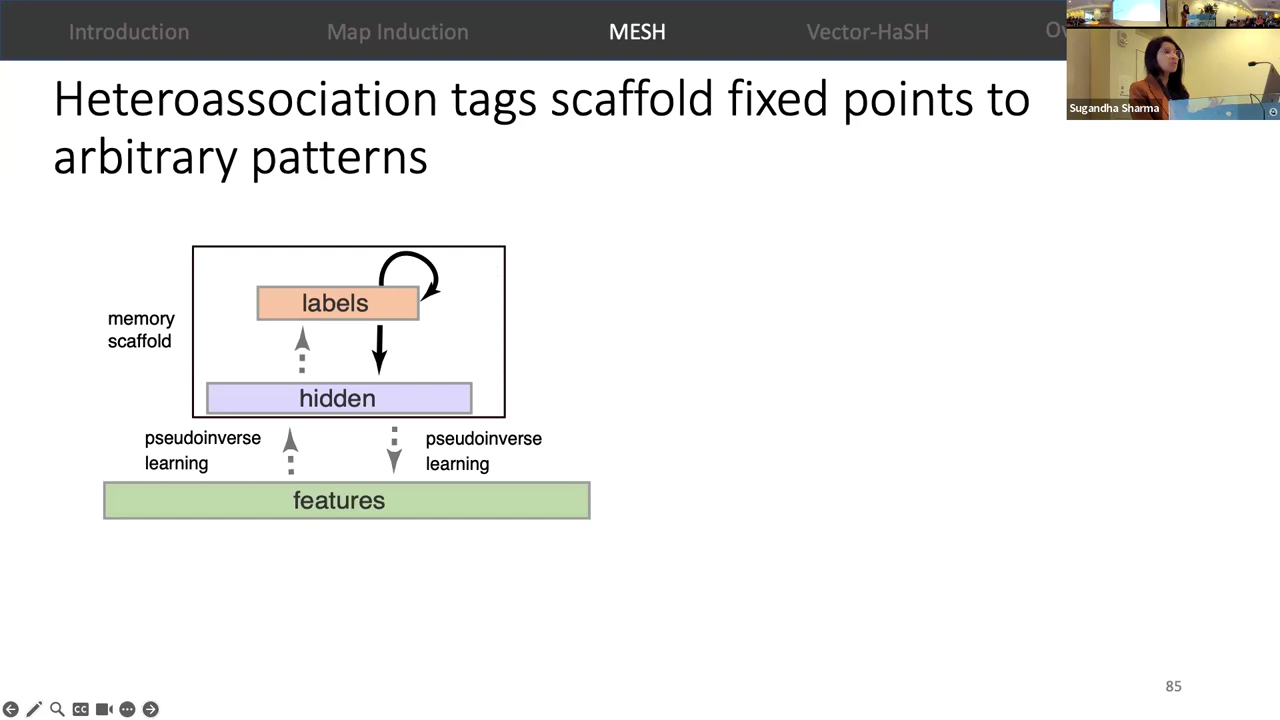 Introduction
Map Induction
MESH
Vector-HaSH
Ov
Sugandha Sharma
Heteroassociation tags scaffold fixed points to
arbitrary patterns
memory
scaffold
labels
hidden
pseudoinverse
learning
pseudoinverse
learning
features
85
CC